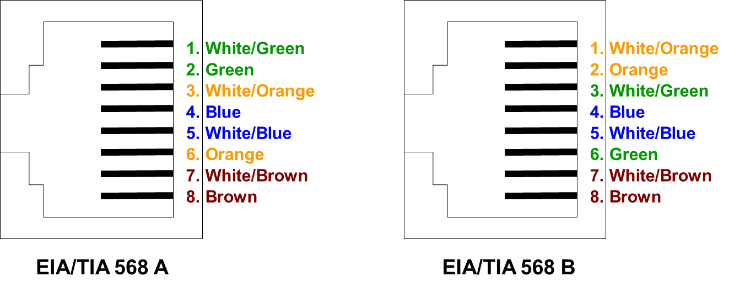 1. White/Green
2. Green
3. White/Orange
4. Blue
5. White/Blue
6. Orange
7. White/Brown
8. Brown
EIA/TIA 568 A
1. White/Orange
2. Orange
3. White/Green
4. Blue
5. White/Blue
6. Green
7. White/Brown
8. Brown
EIA/TIA 568 B